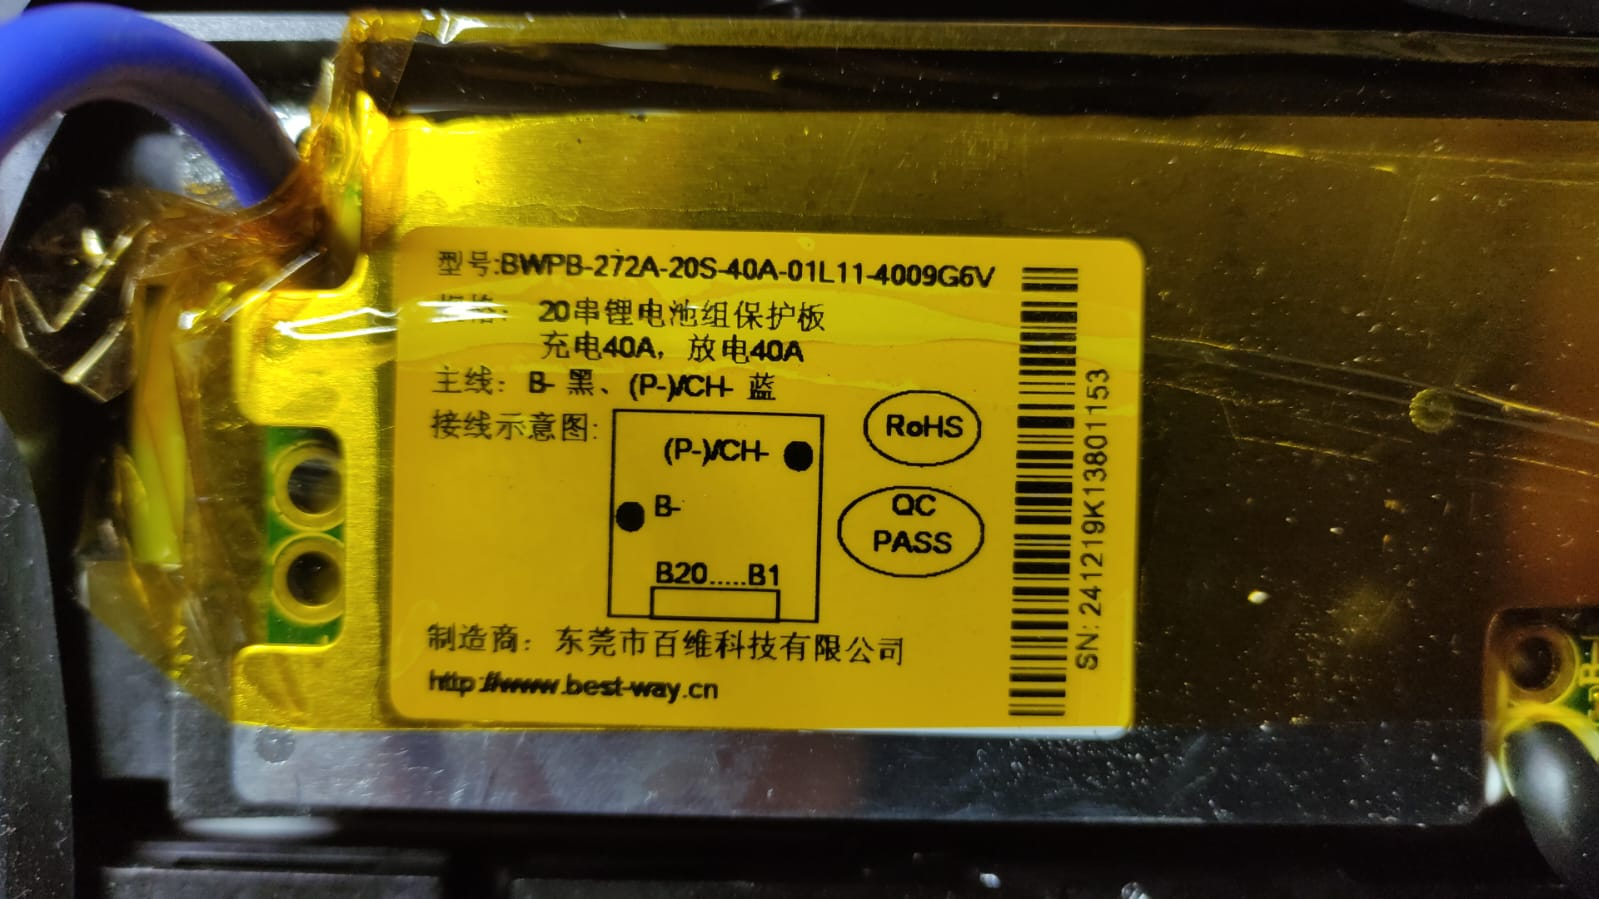 型号:BWPB-272A-20S-40A-01L11-4009G6V
规格：20串锂电池组保护板
充电40A，放电40A
主线：B- 黑、(P-)/CH- 蓝
接线示意图:
(P-)/CH-
B-
B20.....B1
RoHS
QC
PASS
制造商：东莞市百维科技有限公司
http://www.best-way.cn
SN: 241219K13801153